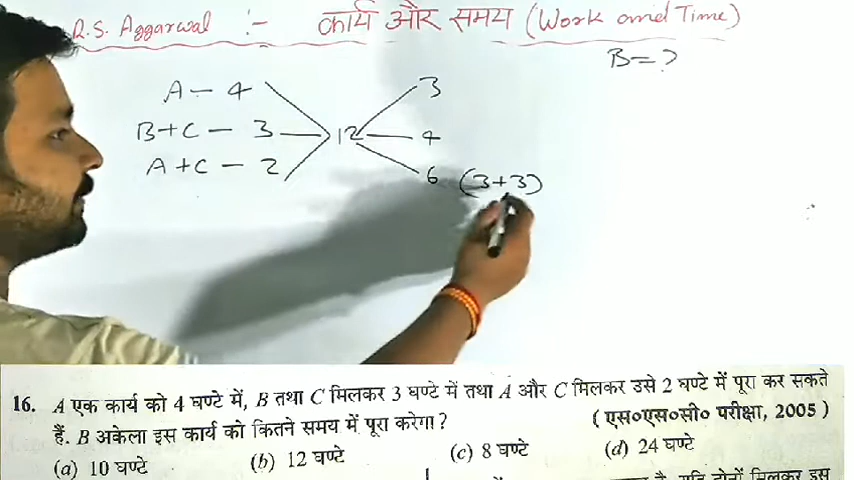 R.S. Aggarwal :- कार्य और समय (Work and Time)
B=?
A - 4
B+C - 3
A+C - 2
12
3
4
6 (3+3)
16. A एक कार्य को 4 घण्टे में, B तथा C मिलकर 3 घण्टे में तथा A और C मिलकर उसे 2 घण्टे में पूरा कर सकते
हैं. B अकेला इस कार्य को कितने समय में पूरा करेगा? (एस०एस०सी० परीक्षा, 2005)
(a) 10 घण्टे (b) 12 घण्टे (c) 8 घण्टे (d) 24 घण्टे